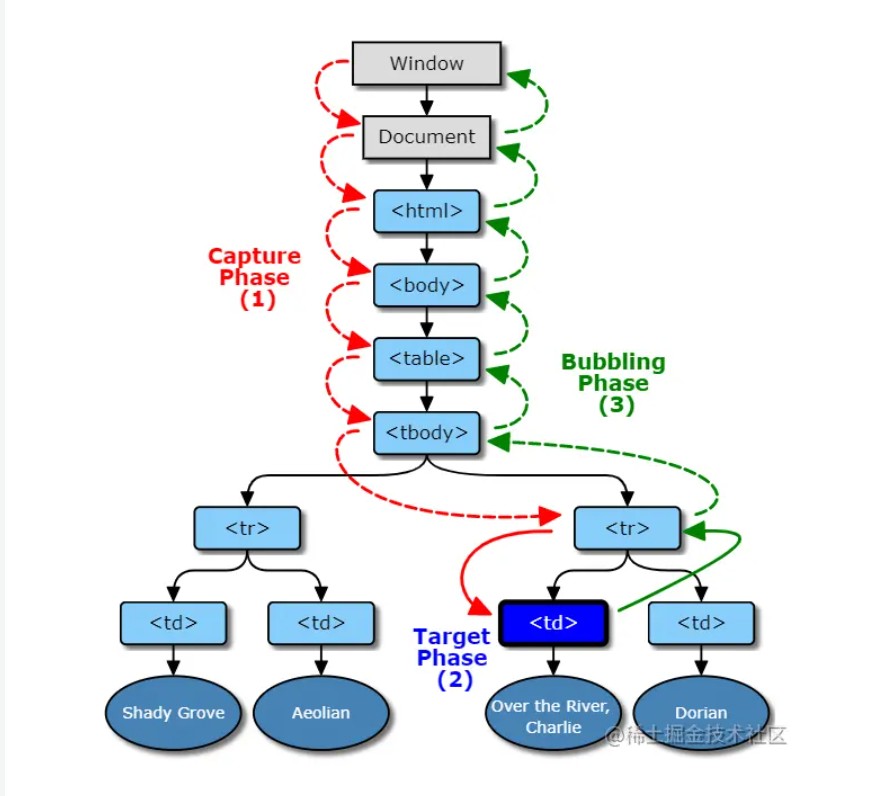 Window
Document
<html>
Capture
Phase
(1)
<body>
<table>
Bubbling
Phase
(3)
<tbody>
<tr>
<tr>
<td>
<td>
<td>
<td>
Target
Phase
(2)
Shady Grove
Aeolian
Over the River,
Charlie
Dorian
@稀土掘金技术社区